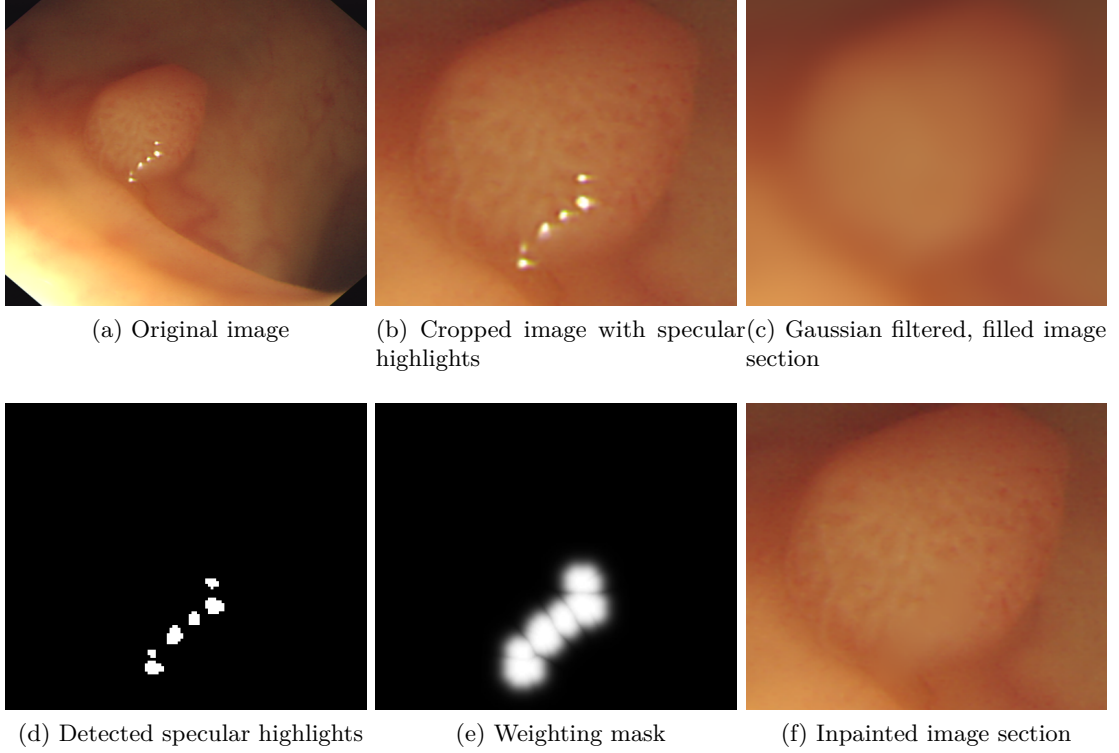 (a) Original image
(b) Cropped image with specular
highlights
(c) Gaussian filtered, filled image
section
(d) Detected specular highlights
(e) Weighting mask
(f) Inpainted image section